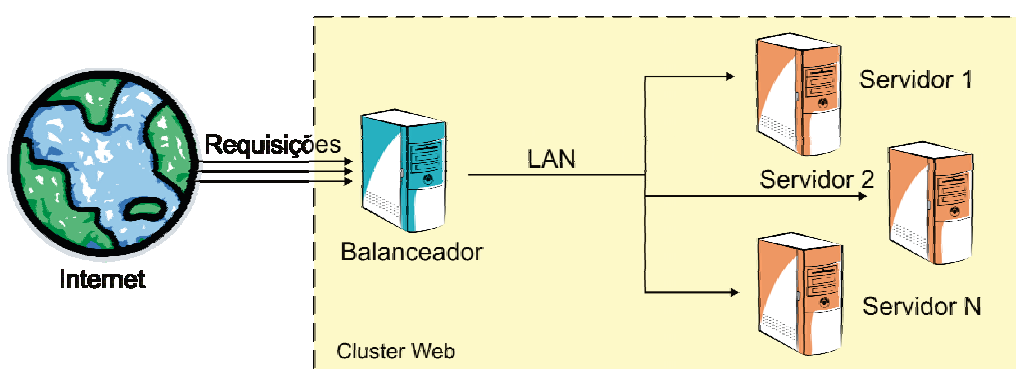 Requisições
Internet
Balanceador
LAN
Servidor 1
Servidor 2
Servidor N
Cluster Web